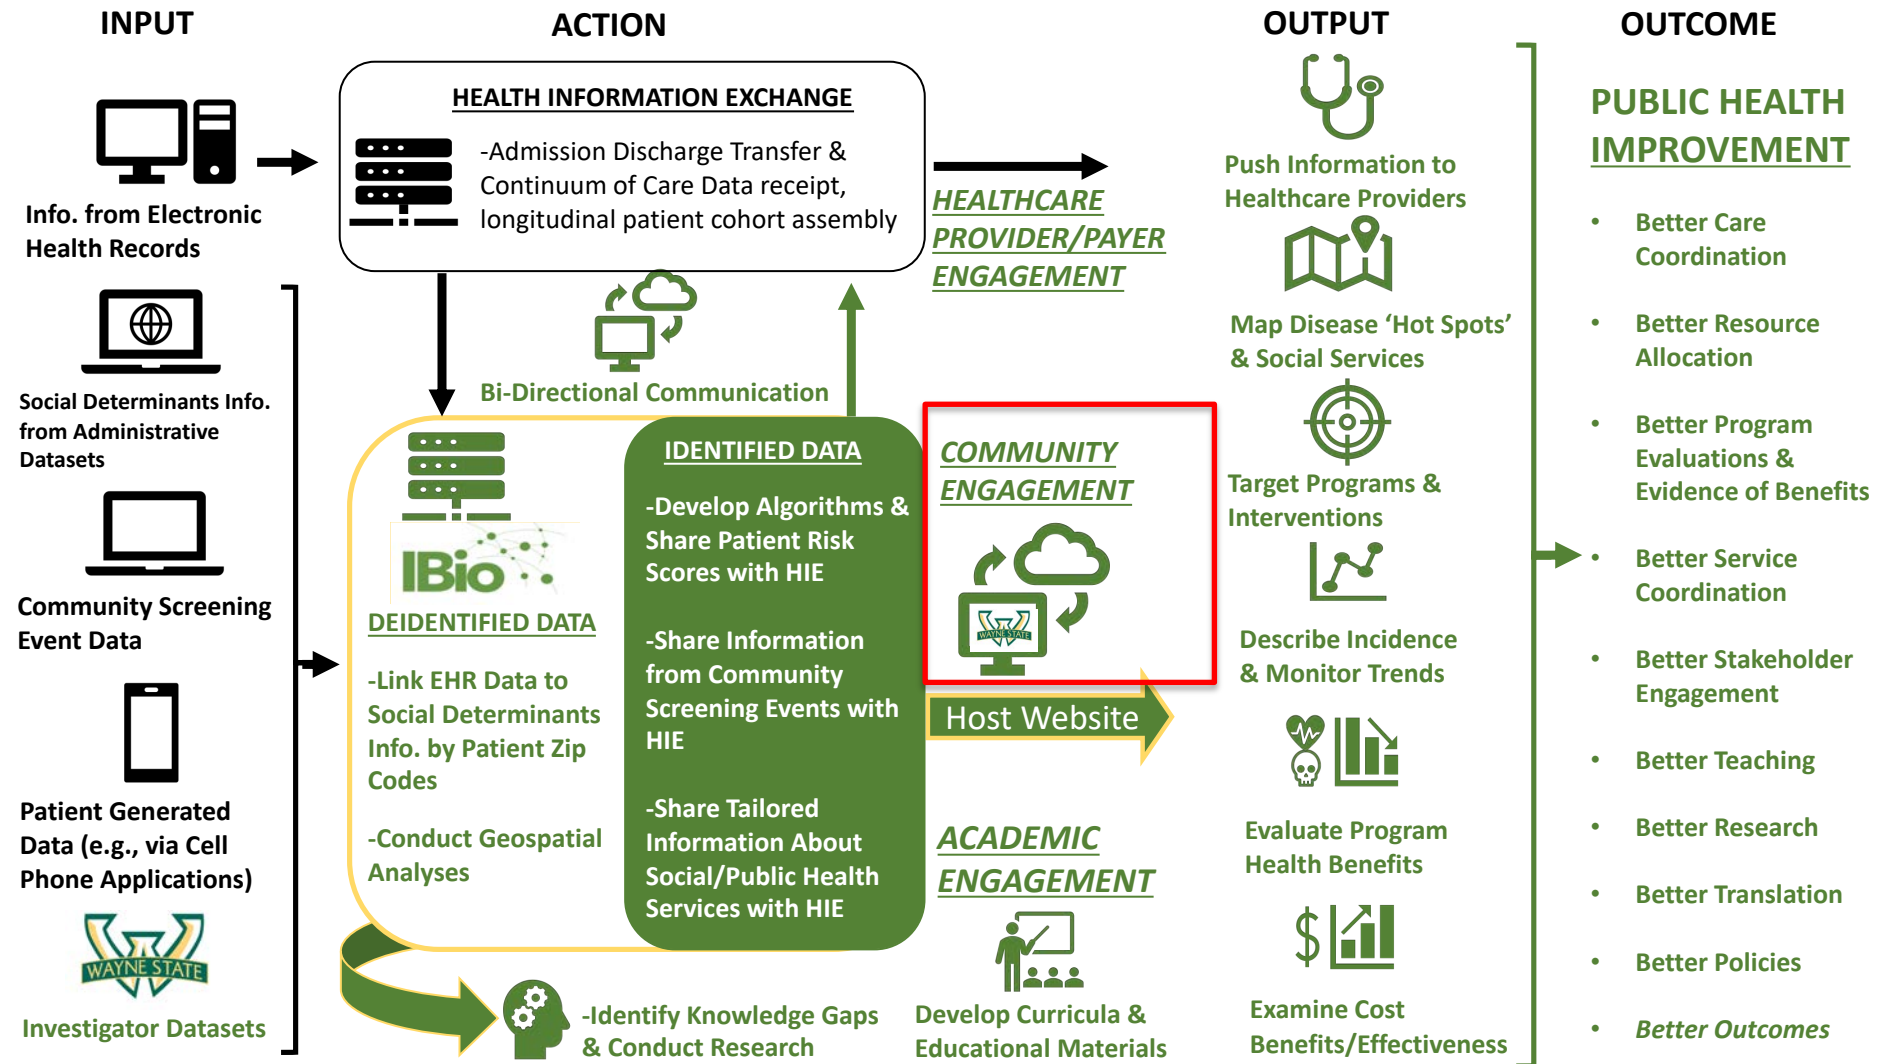 INPUT
ACTION
OUTPUT
OUTCOME
Info. from Electronic
Health Records
Social Determinants Info.
from Administrative
Datasets
Community Screening
Event Data
Patient Generated
Data (e.g., via Cell
Phone Applications)
WAYNE STATE
Investigator Datasets
HEALTH INFORMATION EXCHANGE
-Admission Discharge Transfer &
Continuum of Care Data receipt,
longitudinal patient cohort assembly
HEALTHCARE
PROVIDER/PAYER
ENGAGEMENT
Bi-Directional Communication
IBio
DEIDENTIFIED DATA
-Link EHR Data to
Social Determinants
Info. by Patient Zip
Codes
-Conduct Geospatial
Analyses
IDENTIFIED DATA
-Develop Algorithms &
Share Patient Risk
Scores with HIE
-Share Information
from Community
Screening Events with
HIE
-Share Tailored
Information About
Social/Public Health
Services with HIE
COMMUNITY
ENGAGEMENT
WAYNE STATE
Host Website
ACADEMIC
ENGAGEMENT
Develop Curricula &
Educational Materials
-Identify Knowledge Gaps
& Conduct Research
Push Information to
Healthcare Providers
Map Disease ‘Hot Spots’
& Social Services
Target Programs &
Interventions
Describe Incidence
& Monitor Trends
Evaluate Program
Health Benefits
$
Examine Cost
Benefits/Effectiveness
PUBLIC HEALTH
IMPROVEMENT
• Better Care
Coordination
• Better Resource
Allocation
• Better Program
Evaluations &
Evidence of Benefits
• Better Service
Coordination
• Better Stakeholder
Engagement
• Better Teaching
• Better Research
• Better Translation
• Better Policies
• Better Outcomes